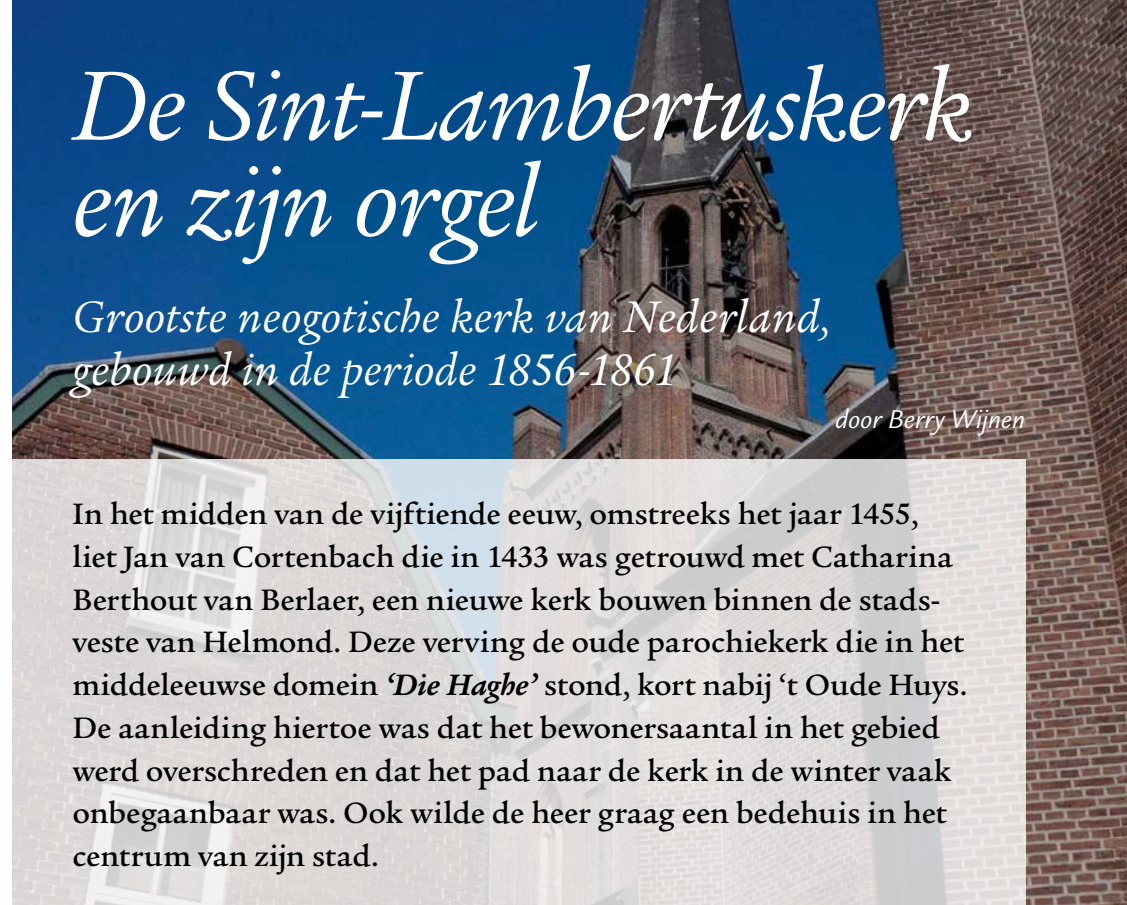 De Sint-Lambertuskerk
en zijn orgel
Grootste neogotische kerk van Nederland,
gebouwd in de periode 1856-1861
door Berry Wijnen
In het midden van de vijftiende eeuw, omstreeks het jaar 1455,
liet Jan van Cortenbach die in 1433 was getrouwd met Catharina
Berthout van Berlaer, een nieuwe kerk bouwen binnen de stads-
veste van Helmond. Deze verving de oude parochiekerk die in het
middeleeuwse domein ‘Die Haghe’ stond, kort nabij ‘t Oude Huys.
De aanleiding hiertoe was dat het bewonersaantal in het gebied
werd overschreden en dat het pad naar de kerk in de winter vaak
onbegaanbaar was. Ook wilde de heer graag een bedehuis in het
centrum van zijn stad.